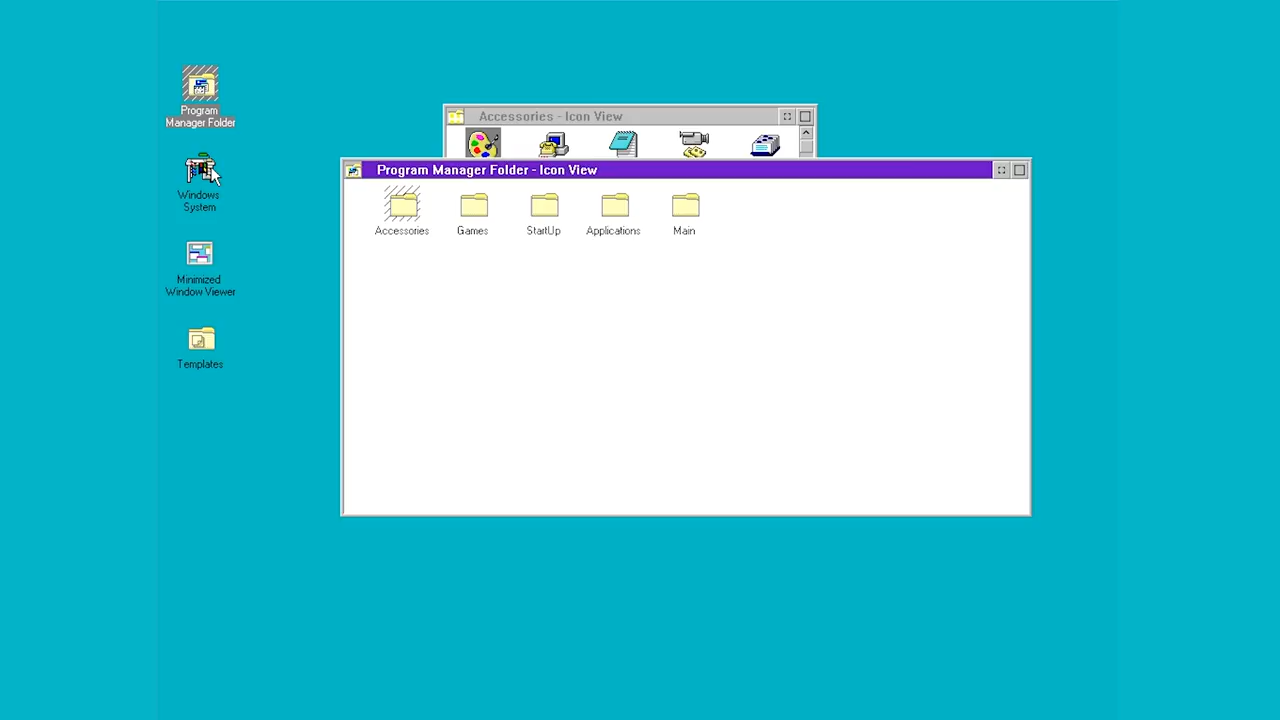 Program
Manager Folder
Windows
System
Minimized
Window Viewer
Templates
Accessories - Icon View
Program Manager Folder - Icon View
Accessories
Games
StartUp
Applications
Main